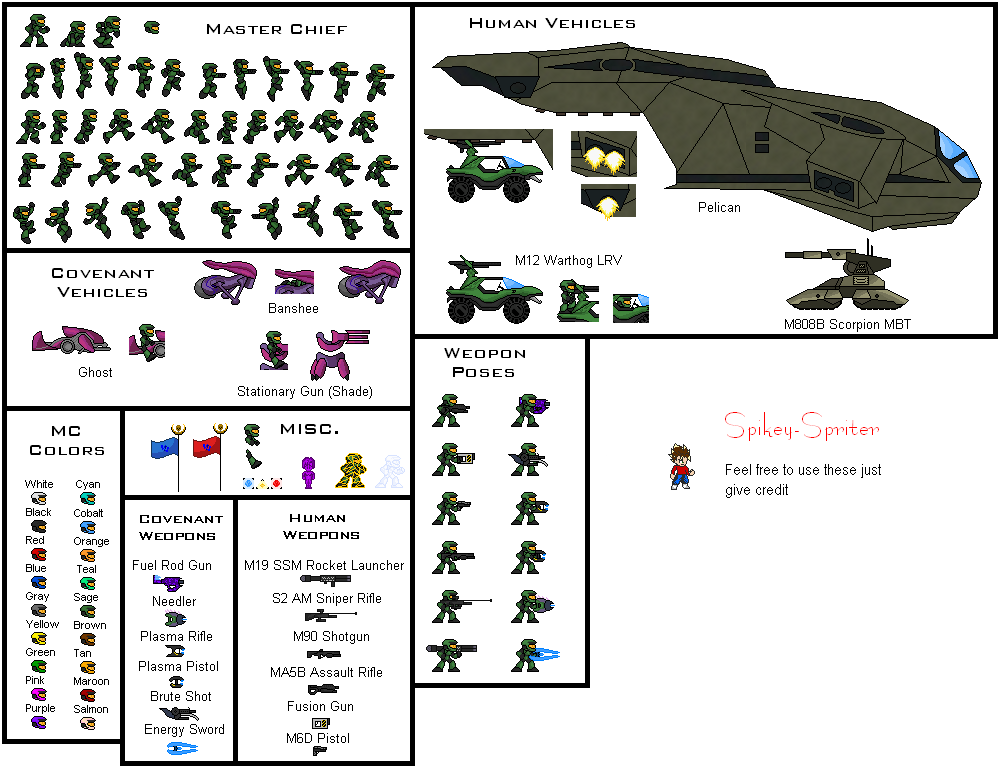 Master Chief
Human Vehicles
Pelican
M12 Warthog LRV
M808B Scorpion MBT
Covenant
Vehicles
Banshee
Ghost
Stationary Gun (Shade)
Weopon
Poses
Spikey-Spriter
Feel free to use these just
give credit
MC
Colors
White
Cyan
Black
Cobalt
Red
Orange
Blue
Teal
Gray
Sage
Yellow
Brown
Green
Tan
Pink
Maroon
Purple
Salmon
Misc.
Covenant
Weapons
Fuel Rod Gun
Needler
Plasma Rifle
Plasma Pistol
Brute Shot
Energy Sword
Human
Weapons
M19 SSM Rocket Launcher
S2 AM Sniper Rifle
M90 Shotgun
MA5B Assault Rifle
Fusion Gun
M6D Pistol